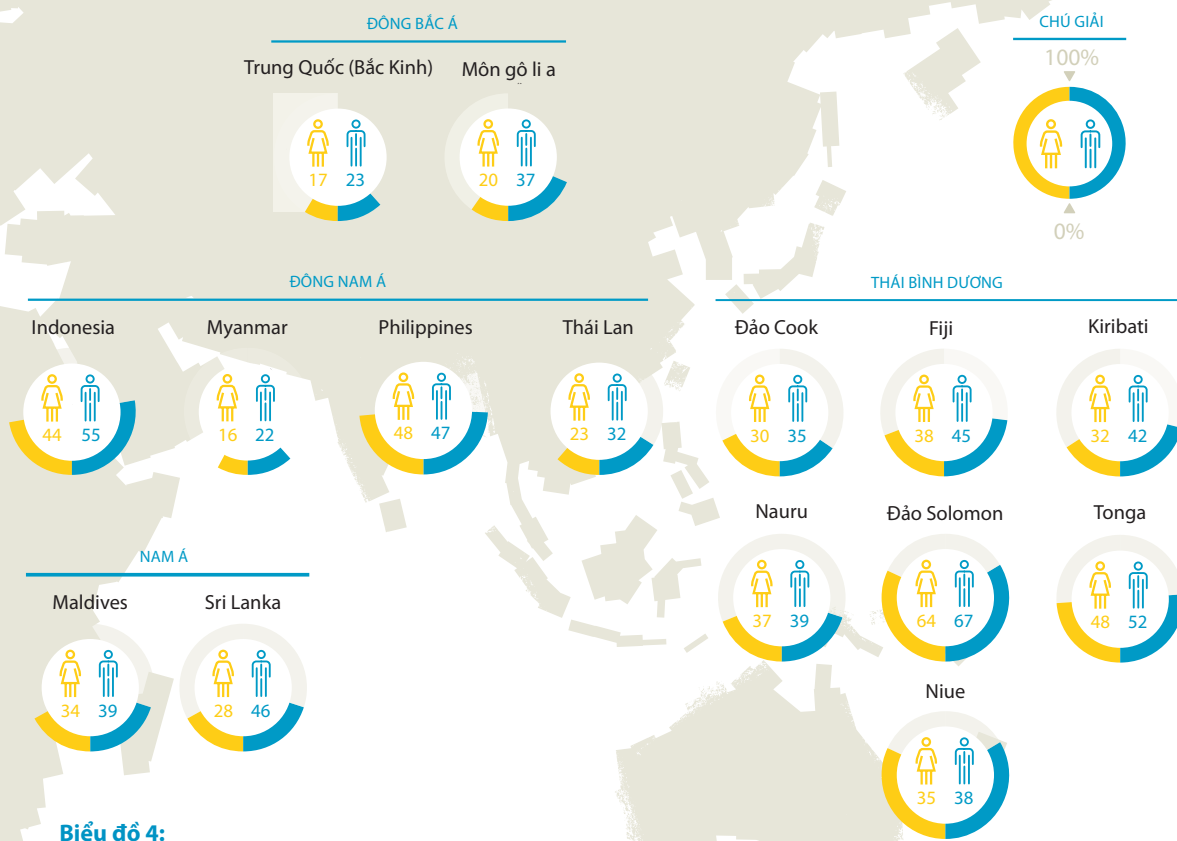 ĐÔNG BẮC Á
Trung Quốc (Bắc Kinh) Môn gô li a
17 23 20 37
CHÚ GIẢI
100%
0%
ĐÔNG NAM Á
Indonesia Myanmar Philippines Thái Lan
44 55 16 22 48 47 23 32
THÁI BÌNH DƯƠNG
Đảo Cook Fiji Kiribati
30 35 38 45 32 42
Nauru Đảo Solomon Tonga
37 39 64 67 48 52
Niue
35 38
NAM Á
Maldives Sri Lanka
34 39 28 46
Biểu đồ 4: